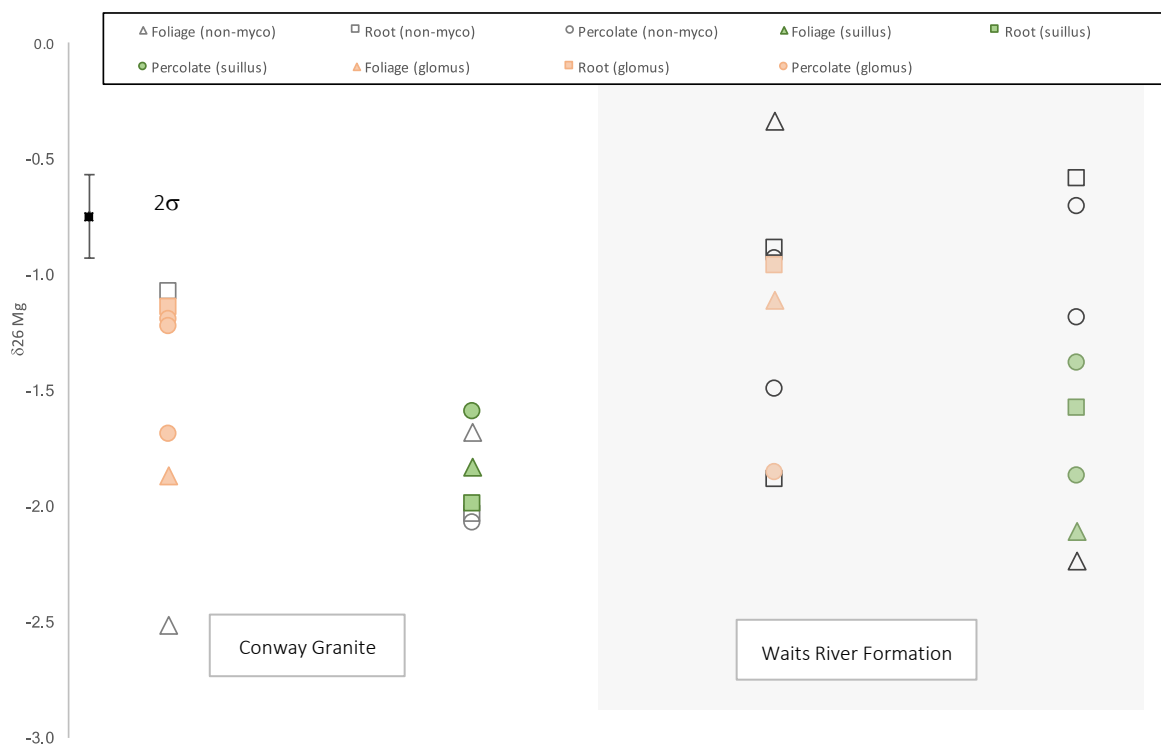 Foliage (non-myco) Root (non-myco) Percolate (non-myco) Foliage (suillus) Root (suillus)
Percolate (suillus) Foliage (glomus) Root (glomus) Percolate (glomus)
0.0
-0.5
2σ
-1.0
δ26 Mg
-1.5
-2.0
-2.5
Conway Granite
Waits River Formation
-3.0